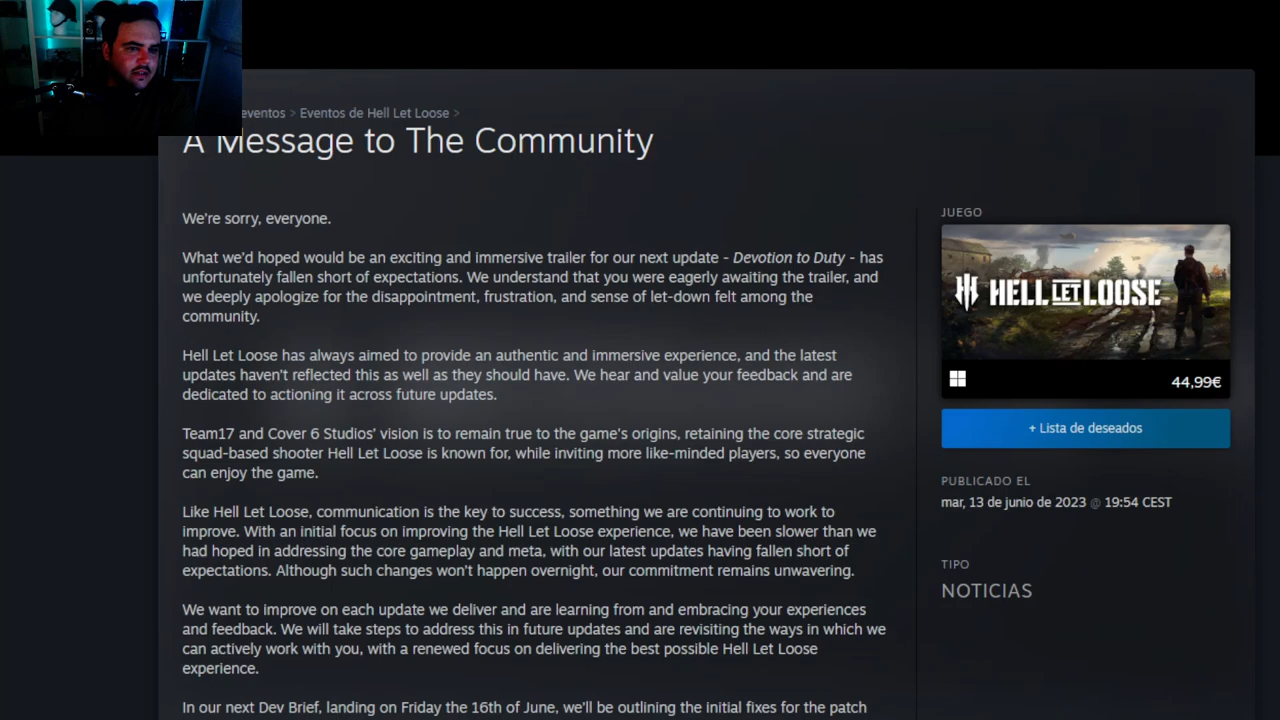 eventos > Eventos de Hell Let Loose >
A Message to The Community
We're sorry, everyone.
What we'd hoped would be an exciting and immersive trailer for our next update - Devotion to Duty - has
unfortunately fallen short of expectations. We understand that you were eagerly awaiting the trailer, and
we deeply apologize for the disappointment, frustration, and sense of let-down felt among the
community.
Hell Let Loose has always aimed to provide an authentic and immersive experience, and the latest
updates haven't reflected this as well as they should have. We hear and value your feedback and are
dedicated to actioning it across future updates.
Team17 and Cover 6 Studios' vision is to remain true to the game's origins, retaining the core strategic
squad-based shooter Hell Let Loose is known for, while inviting more like-minded players, so everyone
can enjoy the game.
Like Hell Let Loose, communication is the key to success, something we are continuing to work to
improve. With an initial focus on improving the Hell Let Loose experience, we have been slower than we
had hoped in addressing the core gameplay and meta, with our latest updates having fallen short of
expectations. Although such changes won't happen overnight, our commitment remains unwavering.
We want to improve on each update we deliver and are learning from and embracing your experiences
and feedback. We will take steps to address this in future updates and are revisiting the ways in which we
can actively work with you, with a renewed focus on delivering the best possible Hell Let Loose
experience.
In our next Dev Brief, landing on Friday the 16th of June, we'll be outlining the initial fixes for the patch
JUEGO
HELL LET LOOSE
44,99€
+ Lista de deseados
PUBLICADO EL
mar, 13 de junio de 2023 @ 19:54 CEST
TIPO
NOTICIAS